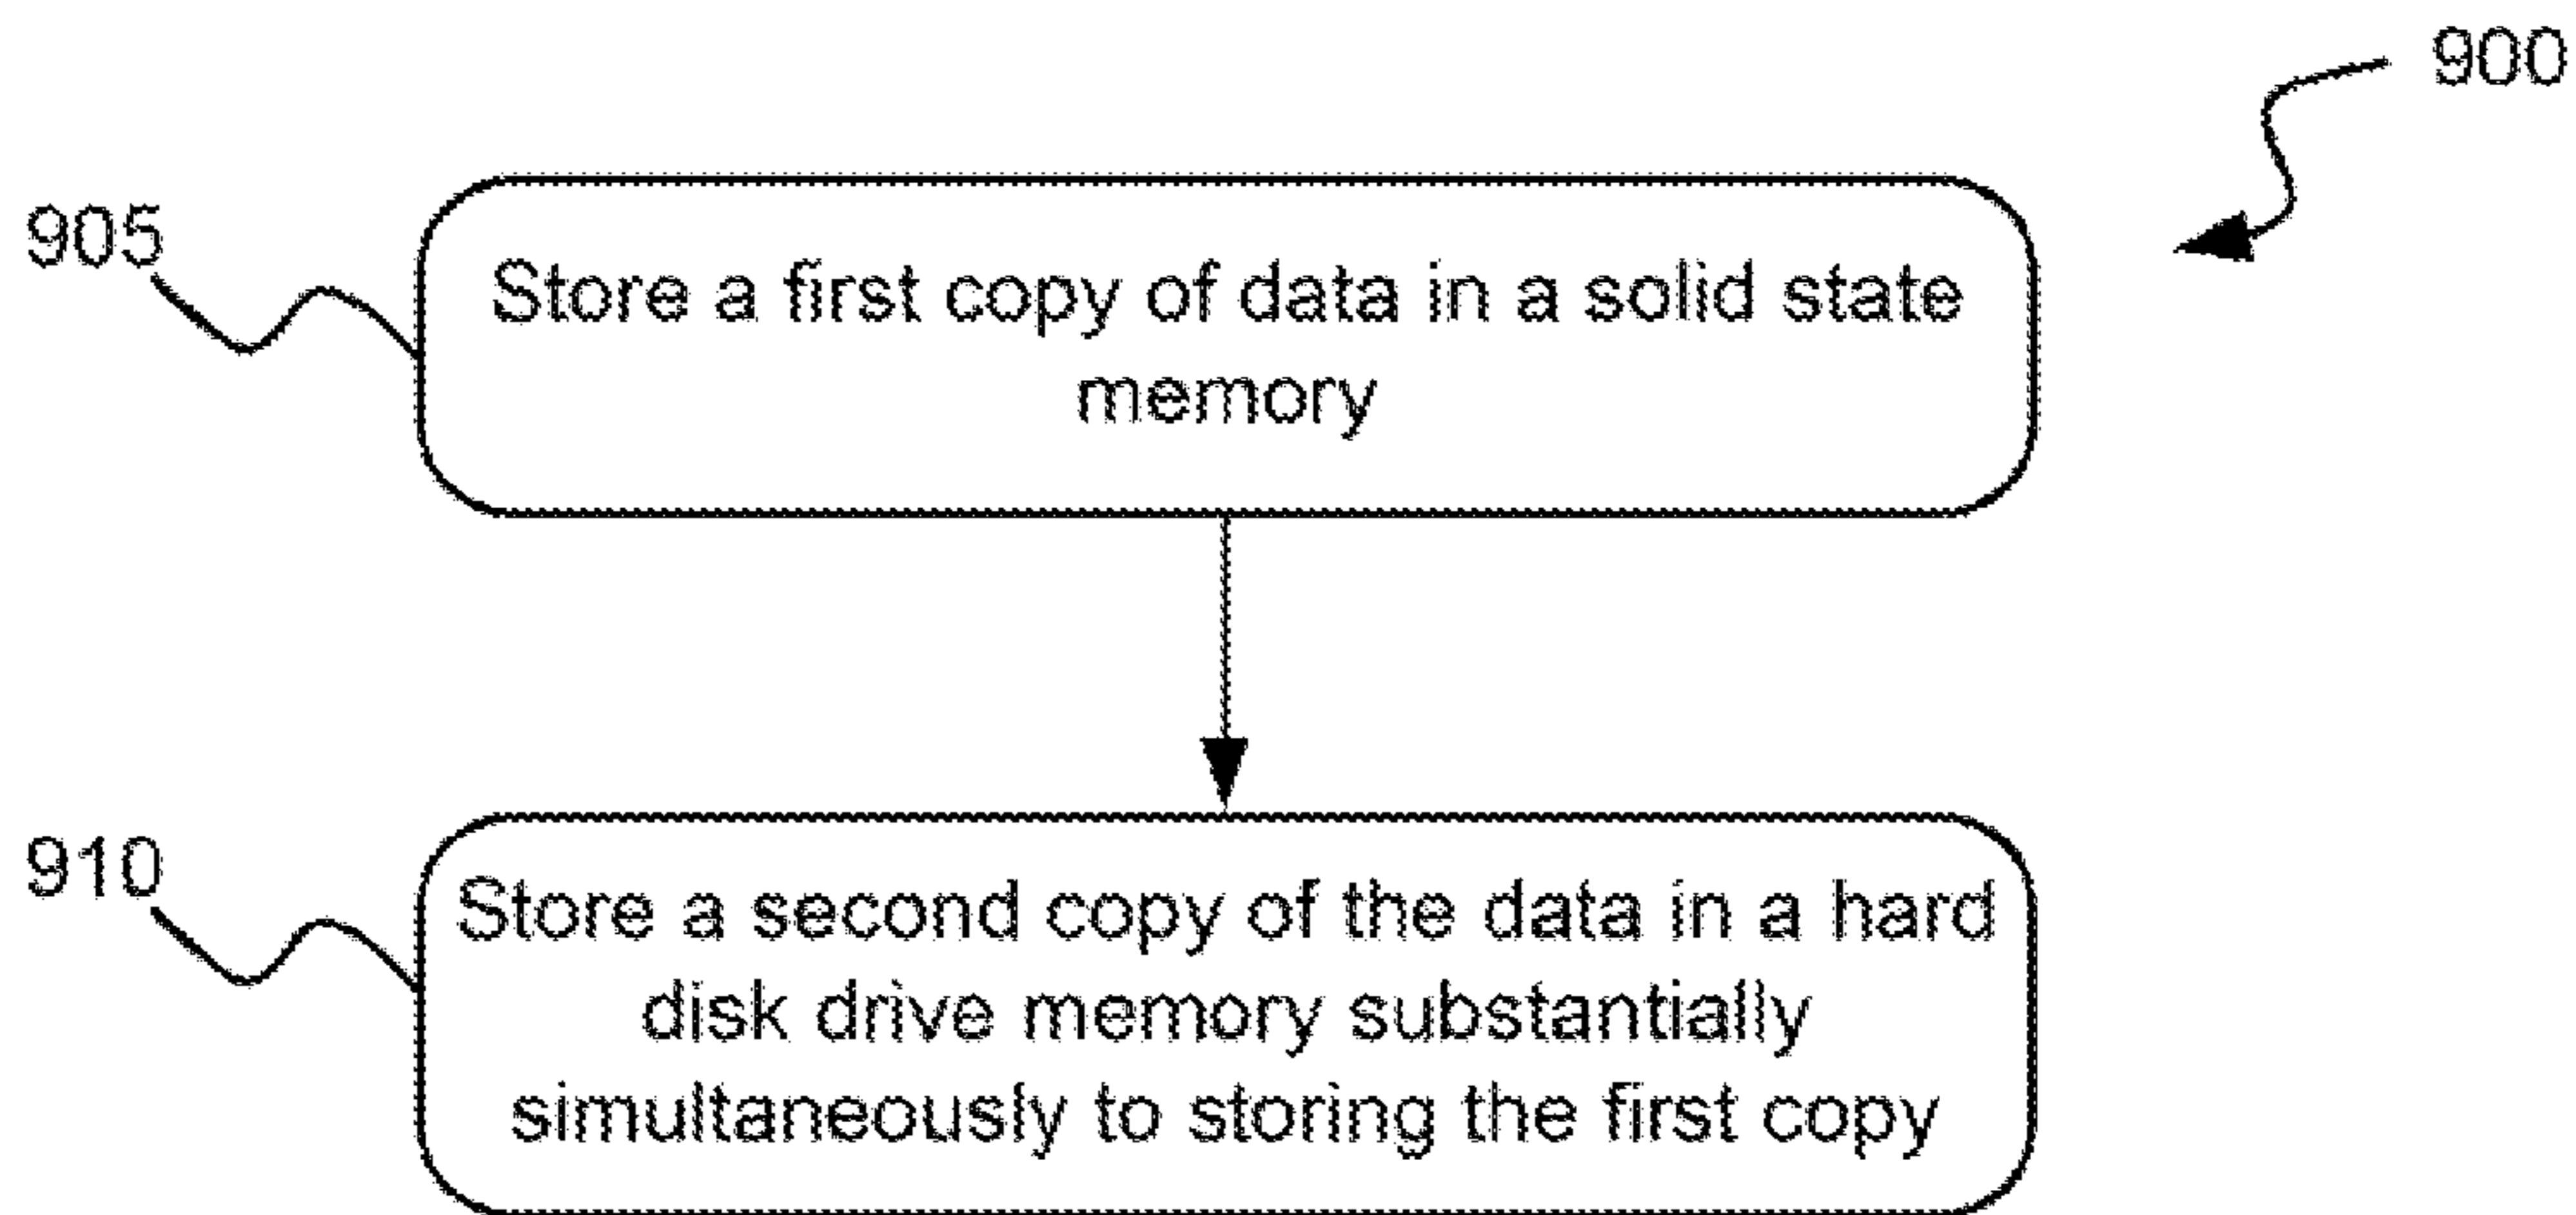 900
905
Store a first copy of data in a solid state
memory
910
Store a second copy of the data in a hard
disk drive memory substantially
simultaneously to storing the first copy